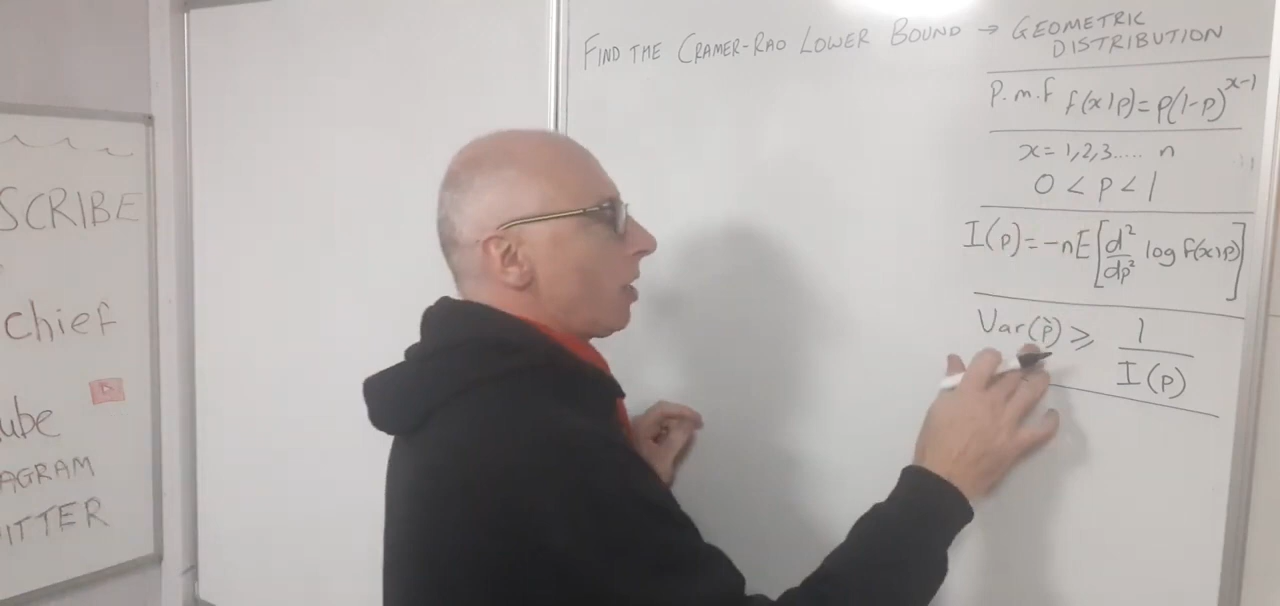 FIND THE CRAMER-RAO LOWER BOUND → GEOMETRIC
DISTRIBUTION
P.m.f f(x|p)=p(1-p)^{x-1}
x=1,2,3..... n
0 < p < 1
I(p)=-nE[d²/dp² log f(x|p)]
Var(p̂) ⩾ 1/I(p)
SCRIBE
Chief
ube
AGRAM
ITTER